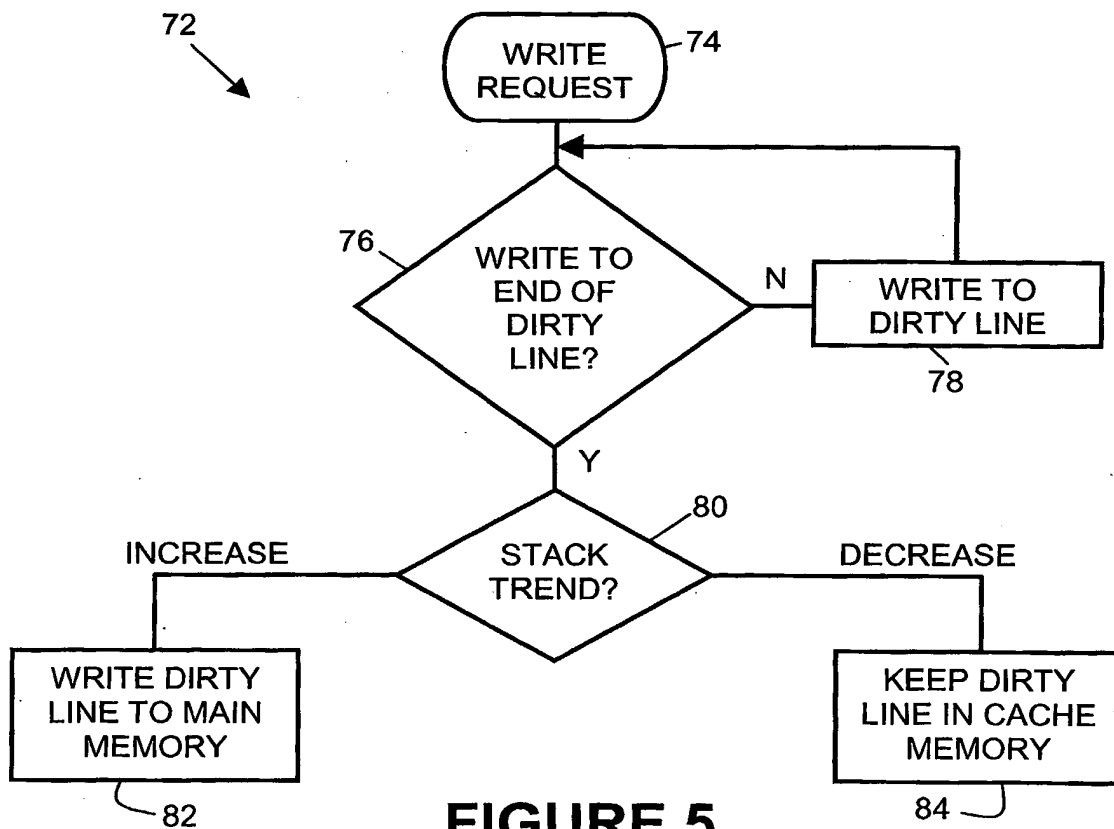 72
WRITE
REQUEST
74
76
WRITE TO
END OF
DIRTY
LINE?
N
WRITE TO
DIRTY LINE
78
Y
80
STACK
TREND?
INCREASE
DECREASE
WRITE DIRTY
LINE TO MAIN
MEMORY
82
KEEP DIRTY
LINE IN CACHE
MEMORY
84
FIGURE 5